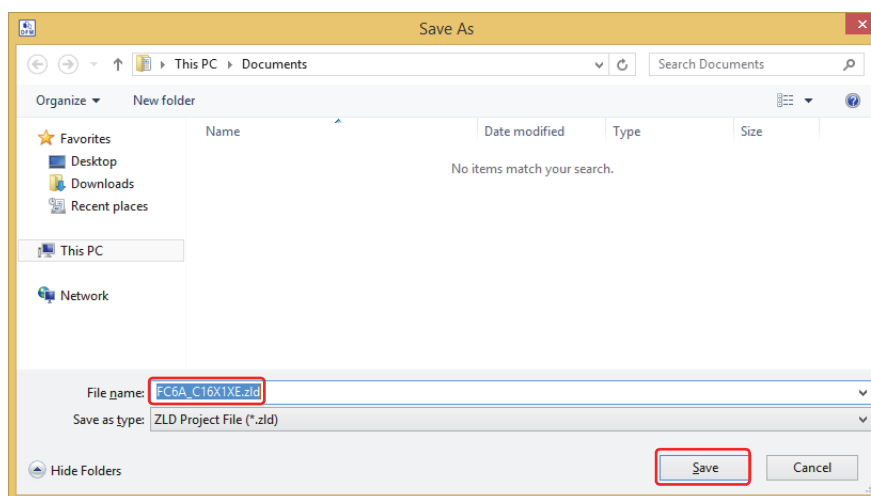 Save As
This PC Documents
Search Documents
Organize New folder
Favorites
Desktop
Downloads
Recent places
This PC
Network
Name Date modified Type Size
No items match your search.
File name: FC6A_C16X1XE.zld
Save as type: ZLD Project File (*.zld)
Hide Folders
Save Cancel